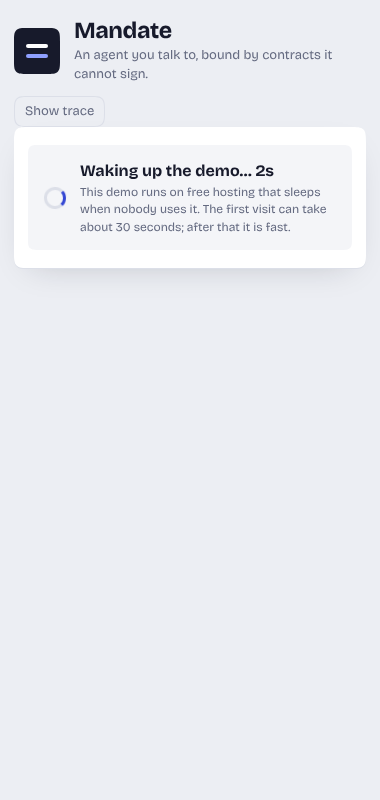 Mandate
An agent you talk to, bound by contracts it
cannot sign.
Show trace
Waking up the demo... 2s
This demo runs on free hosting that sleeps
when nobody uses it. The first visit can take
about 30 seconds; after that it is fast.